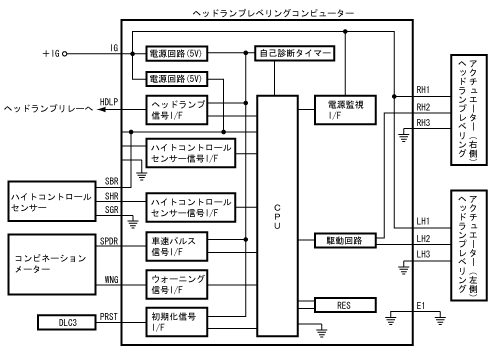 ヘッドランプレベリングコンピューター
IG
+IG
電源回路(5V)
自己診断タイマー
電源回路(5V)
HDLP
ヘッドランプリレーへ
ヘッドランプ
信号I/F
電源監視
I/F
RH1
RH2
RH3
アクチュエーター
ヘッドランプレベリング(右側)
ハイトコントロール
センサー信号I/F
SBR
SHR
SGR
ハイトコントロール
センサー
ハイトコントロール
センサー信号I/F
CPU
LH1
LH2
LH3
アクチュエーター
ヘッドランプレベリング(左側)
SPDR
車速パルス
信号I/F
駆動回路
コンビネーション
メーター
WNG
ウォーニング
信号I/F
RES
E1
PRST
DLC3
初期化信号
I/F